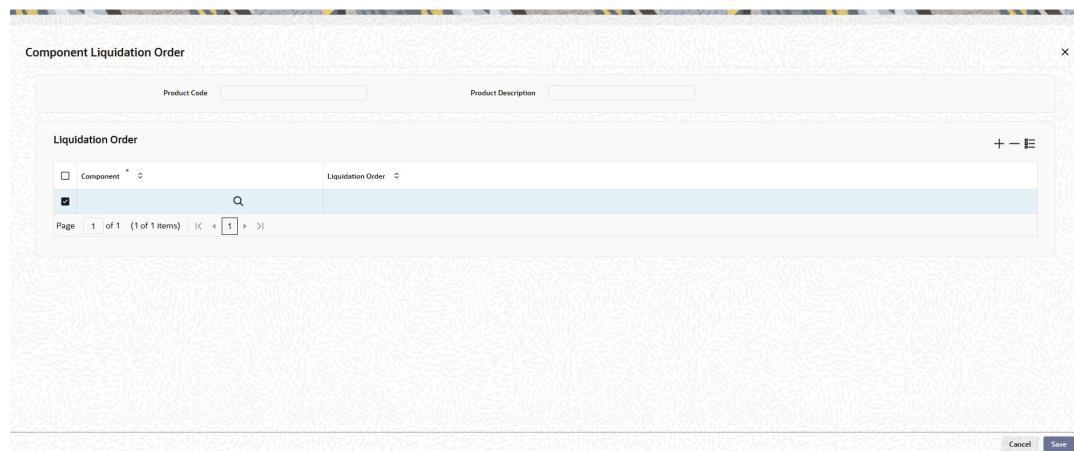 Component Liquidation Order
Product Code Product Description
Liquidation Order
Component * Liquidation Order
Page 1 of 1 (1 of 1 items) 1
Cancel Save